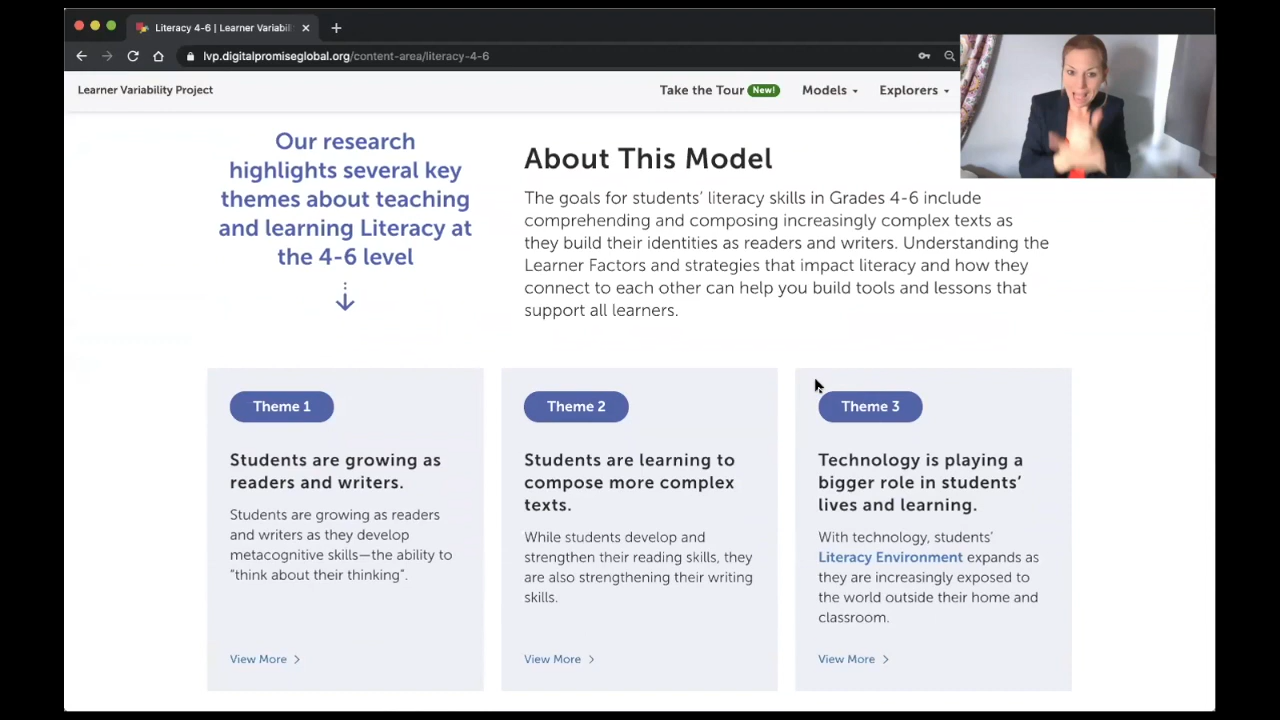 Literacy 4-6 | Learner Variabil
lvp.digitalpromiseglobal.org/content-area/literacy-4-6
Learner Variability Project
Take the Tour New! Models Explorers
Our research
highlights several key
themes about teaching
and learning Literacy at
the 4-6 level
About This Model
The goals for students' literacy skills in Grades 4-6 include
comprehending and composing increasingly complex texts as
they build their identities as readers and writers. Understanding the
Learner Factors and strategies that impact literacy and how they
connect to each other can help you build tools and lessons that
support all learners.
Theme 1
Students are growing as
readers and writers.
Students are growing as readers
and writers as they develop
metacognitive skills—the ability to
"think about their thinking".
View More
Theme 2
Students are learning to
compose more complex
texts.
While students develop and
strengthen their reading skills, they
are also strengthening their writing
skills.
View More
Theme 3
Technology is playing a
bigger role in students'
lives and learning.
With technology, students'
Literacy Environment expands as
they are increasingly exposed to
the world outside their home and
classroom.
View More